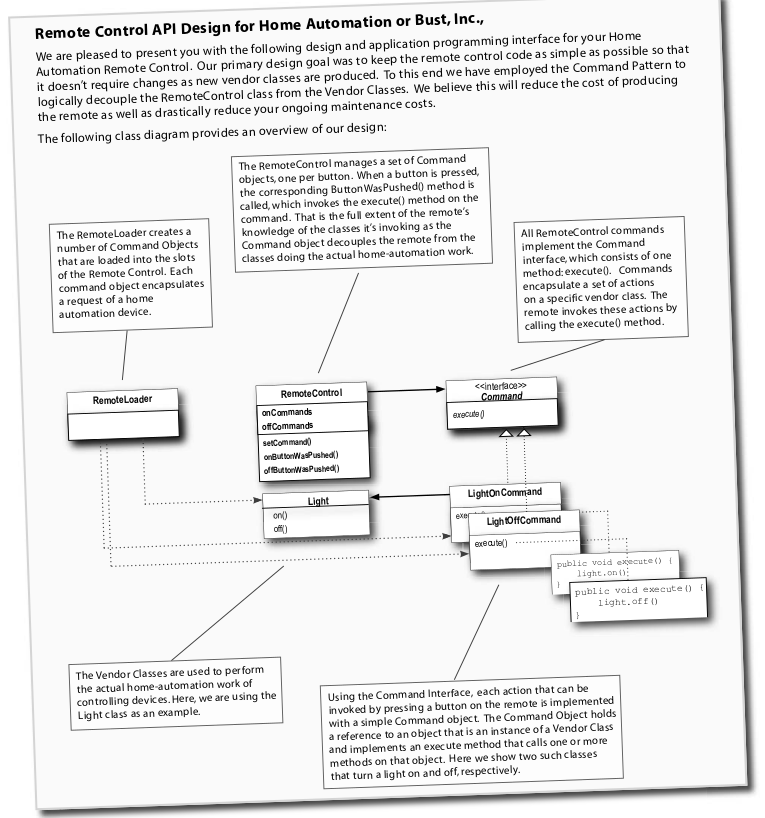 Remote Control API Design for Home Automation or Bust, Inc.,
We are pleased to present you with the following design and application programming interface for your Home
Automation Remote Control. Our primary design goal was to keep the remote control code as simple as possible so that
it doesn't require changes as new vendor classes are produced. To this end we have employed the Command Pattern to
logically decouple the RemoteControl class from the Vendor Classes. We believe this will reduce the cost of producing
the remote as well as drastically reduce your ongoing maintenance costs.
The following class diagram provides an overview of our design:
The RemoteControl manages a set of Command
objects, one per button. When a button is pressed,
the corresponding ButtonWasPushed() method is
called, which invokes the execute() method on the
command. That is the full extent of the remote's
knowledge of the classes it's invoking as the
Command object decouples the remote from the
classes doing the actual home-automation work.
The RemoteLoader creates a
number of Command Objects
that are loaded into the slots
of the Remote Control. Each
command object encapsulates
a request of a home
automation device.
All RemoteControl commands
implement the Command
interface, which consists of one
method: execute(). Commands
encapsulate a set of actions
on a specific vendor class. The
remote invokes these actions by
calling the execute() method.
RemoteLoader
RemoteControl
onCommands
offCommands
setCommand()
onButtonWasPushed()
offButtonWasPushed()
<<interface>>
Command
execute()
Light
on()
off()
LightOnCommand
LightOffCommand
execute()
public void execute() {
light.on()
}
public void execute() {
light.off()
}
The Vendor Classes are used to perform
the actual home-automation work of
controlling devices. Here, we are using the
Light class as an example.
Using the Command Interface, each action that can be
invoked by pressing a button on the remote is implemented
with a simple Command object. The Command Object holds
a reference to an object that is an instance of a Vendor Class
and implements an execute method that calls one or more
methods on that object. Here we show two such classes
that turn a light on and off, respectively.